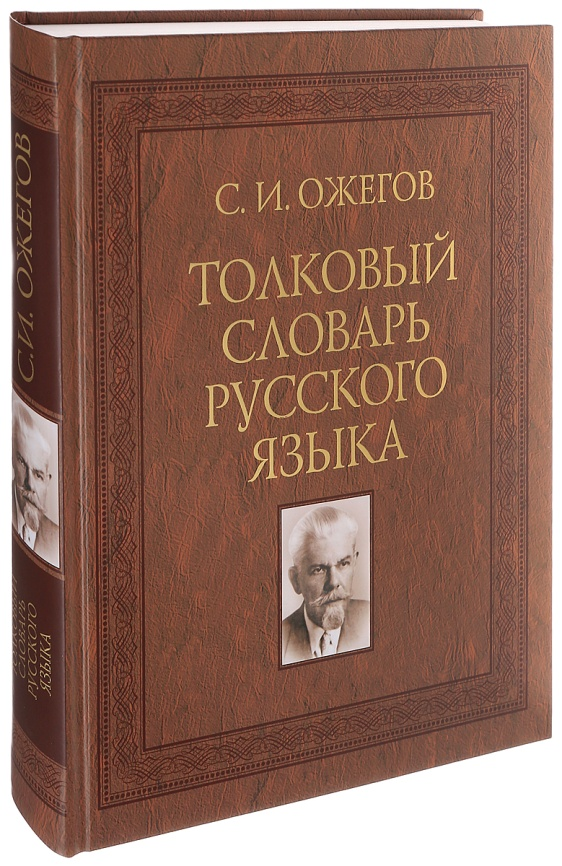 С. И. ОЖЕГОВ
ТОЛКОВЫЙ
СЛОВАРЬ
РУССКОГО
ЯЗЫКА
С.И. ОЖЕГОВ
ТОЛКОВЫЙ
СЛОВАРЬ
РУССКОГО
ЯЗЫКА